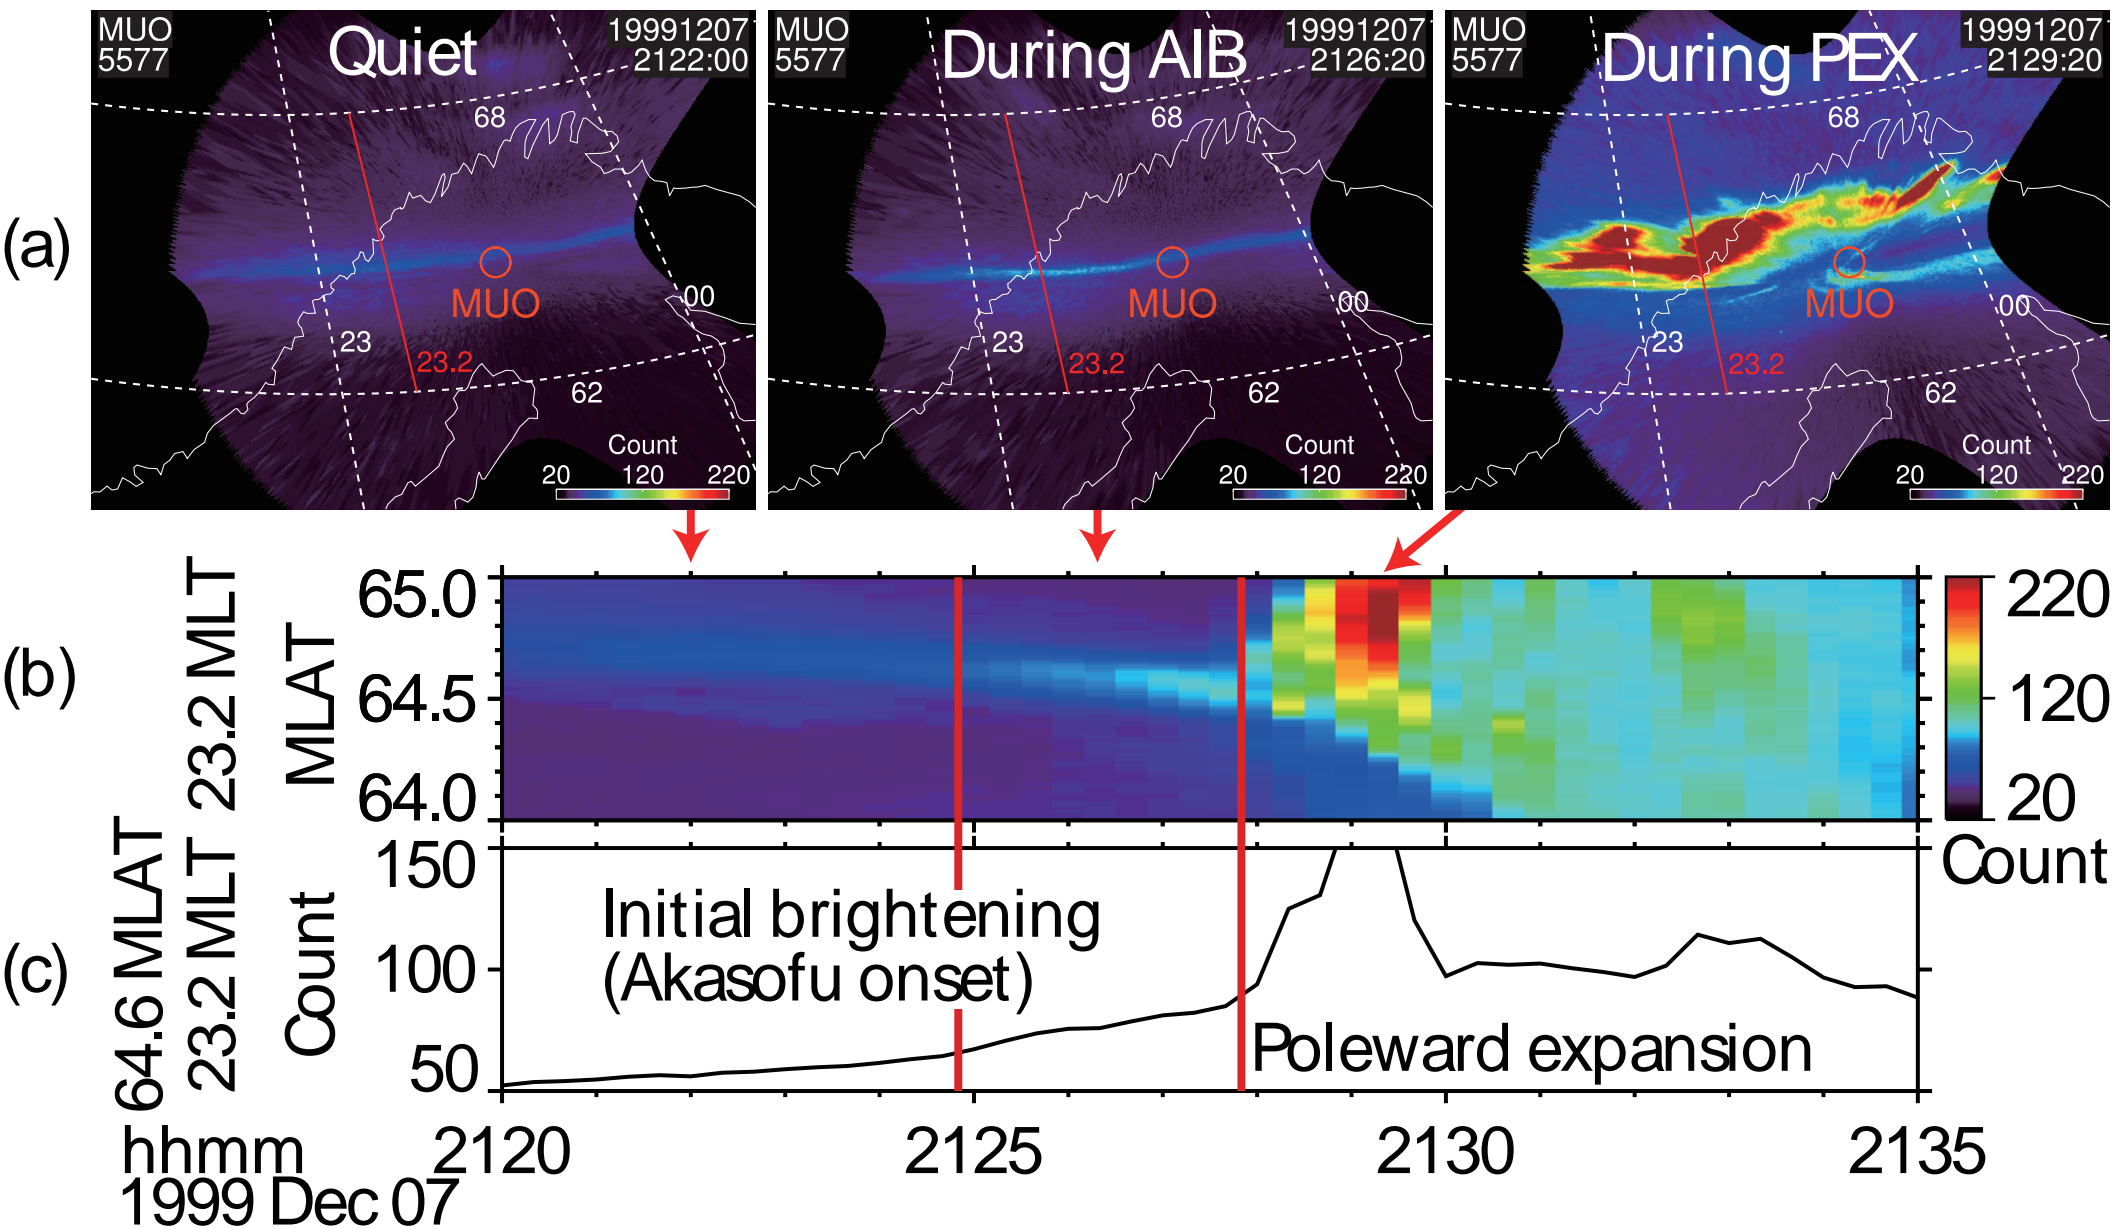 (a)
MUO
5577
Quiet
19991207
2122:00
68
MUO
00
23
23.2
62
Count
20 120 220
MUO
5577
During AIB
19991207
2126:20
68
MUO
00
23
23.2
62
Count
20 120 220
MUO
5577
During PEX
19991207
2129:20
68
MUO
00
23
23.2
62
Count
20 120 220
(b)
23.2 MLT
MLAT
65.0
64.5
64.0
220
120
20
Count
(c)
64.6 MLAT
23.2 MLT
Count
150
100
50
Initial brightening
(Akasofu onset)
Poleward expansion
hhmm
1999 Dec 07
2120 2125 2130 2135